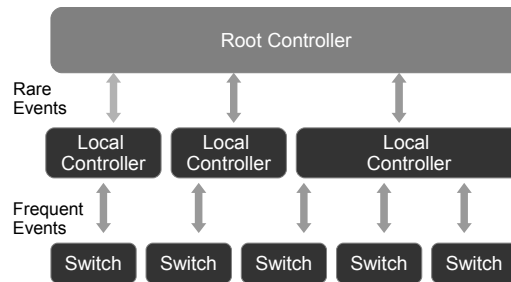 Root Controller
Rare
Events
Local
Controller
Local
Controller
Local
Controller
Frequent
Events
Switch
Switch
Switch
Switch
Switch